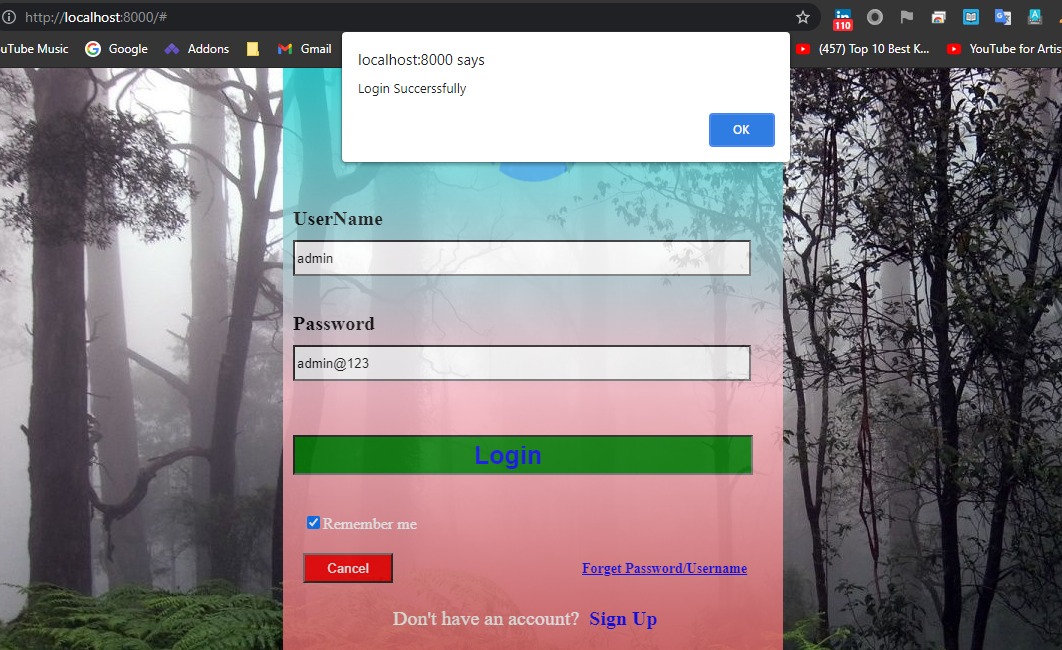 http://localhost:8000/#
110
uTube Music Google Addons Gmail (457) Top 10 Best K... YouTube for Artis
localhost:8000 says
Login Succerssfully
OK
UserName
admin
Password
admin@123
Login
Remember me
Cancel Forget Password/Username
Don't have an account? Sign Up